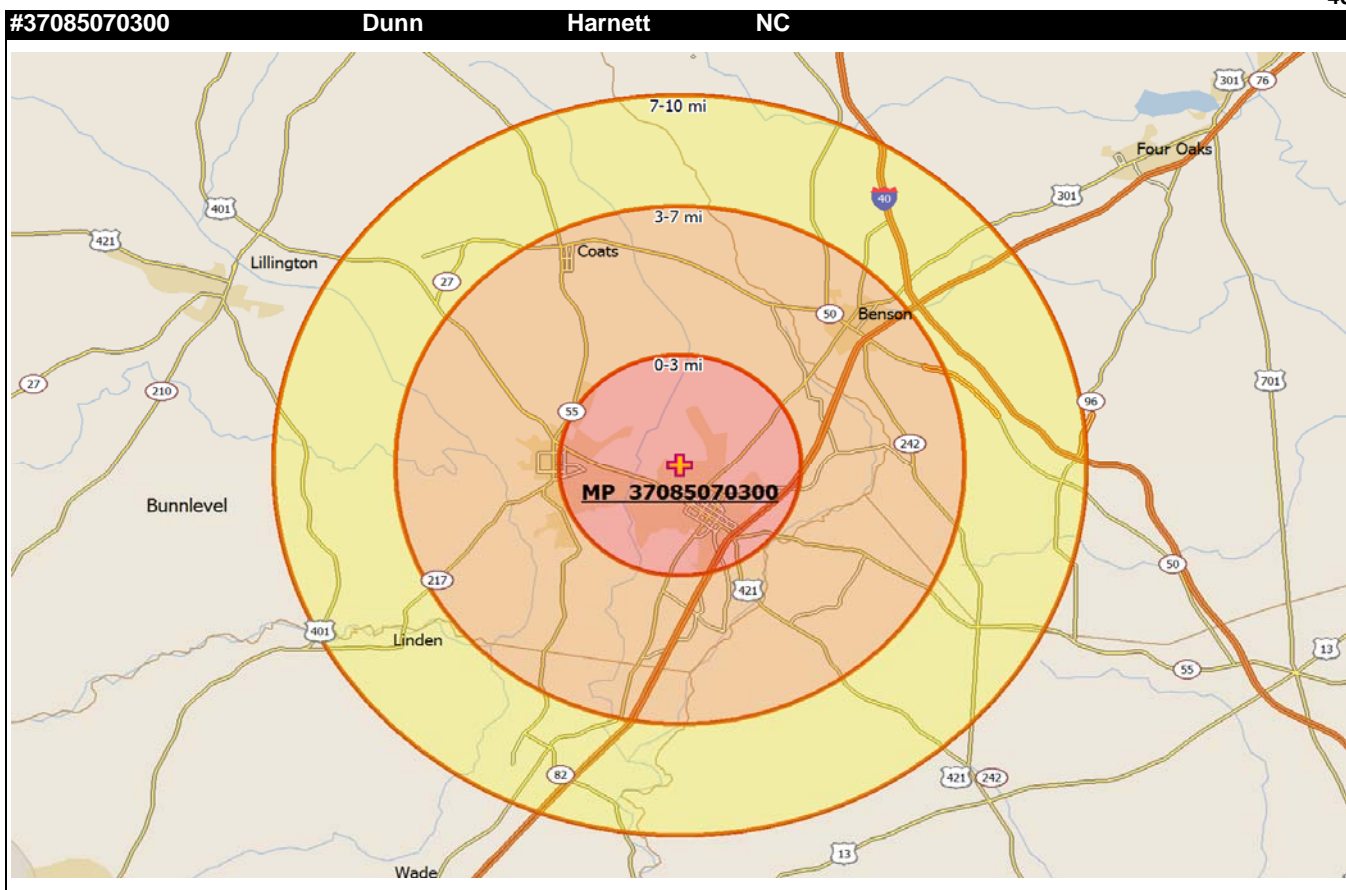 #37085070300 Dunn Harnett NC
7-10 mi
301 76
Four Oaks
40
301
401
3-7 mi
421
Coats
Lillington
27
50 Benson
0-3 mi
27
701
210
96
55
242
MP 37085070300
Bunnlevel
50
217
421
401
Linden
13
55
82
421 242
13
Wade